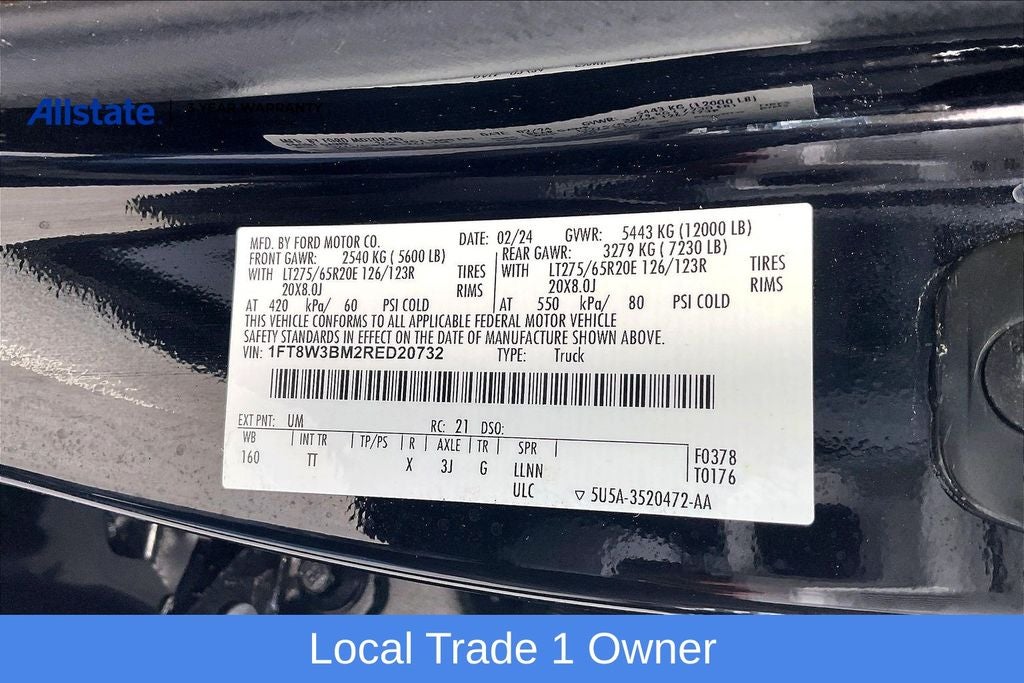 Allstate. | 1 YEAR WARRANTY
MFD. BY FORD MOTOR CO. DATE: 02/24 GVWR: 5443 KG (12000 LB)
FRONT GAWR: 2540 KG ( 5600 LB) REAR GAWR: 3279 KG ( 7230 LB)
WITH LT275/65R20E 126/123R TIRES WITH LT275/65R20E 126/123R TIRES
20X8.0J RIMS 20X8.0J RIMS
AT 420 kPa/ 60 PSI COLD AT 550 kPa/ 80 PSI COLD
THIS VEHICLE CONFORMS TO ALL APPLICABLE FEDERAL MOTOR VEHICLE
SAFETY STANDARDS IN EFFECT ON THE DATE OF MANUFACTURE SHOWN ABOVE.
VIN: 1FT8W3BM2RED20732 TYPE: Truck
EXT PNT: UM RC: 21 DSO:
WB | INT TR | TP/PS | R | AXLE | TR | SPR | F0378
160 TT X 3J G LLNN T0176
ULC ▽ 5U5A-3520472-AA
Local Trade 1 Owner